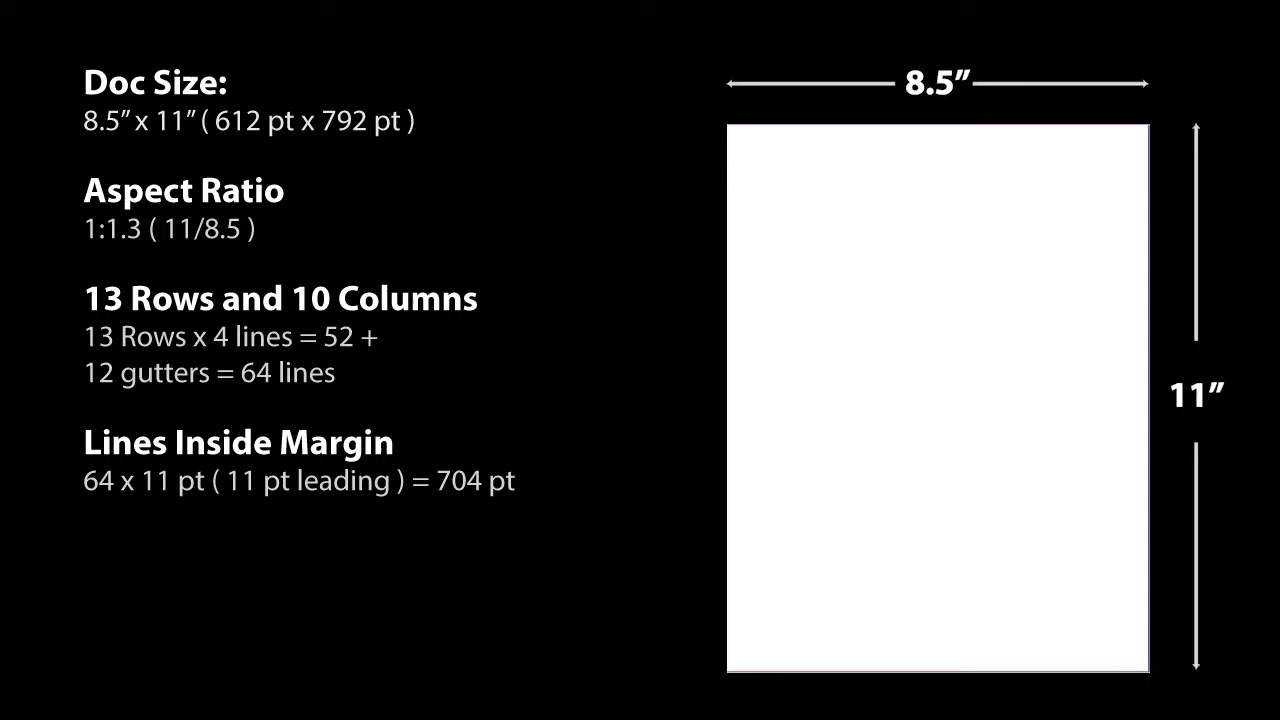 Doc Size:
8.5” x 11” ( 612 pt x 792 pt )
Aspect Ratio
1:1.3 ( 11/8.5 )
13 Rows and 10 Columns
13 Rows x 4 lines = 52 +
12 gutters = 64 lines
Lines Inside Margin
64 x 11 pt ( 11 pt leading ) = 704 pt
8.5”
11”